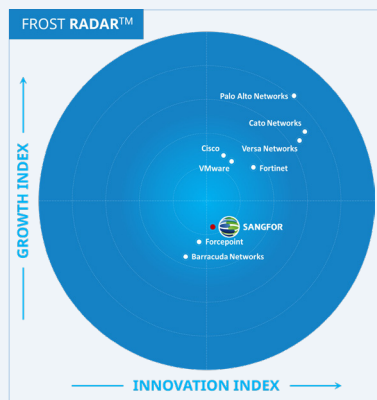 FROST RADAR™
GROWTH INDEX
Palo Alto Networks
Cato Networks
Versa Networks
Cisco
VMware
Fortinet
SANGFOR
Forcepoint
Barracuda Networks
INNOVATION INDEX